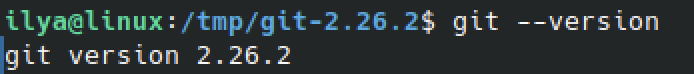 ilya@linux:/tmp/git-2.26.2$ git --version
git version 2.26.2